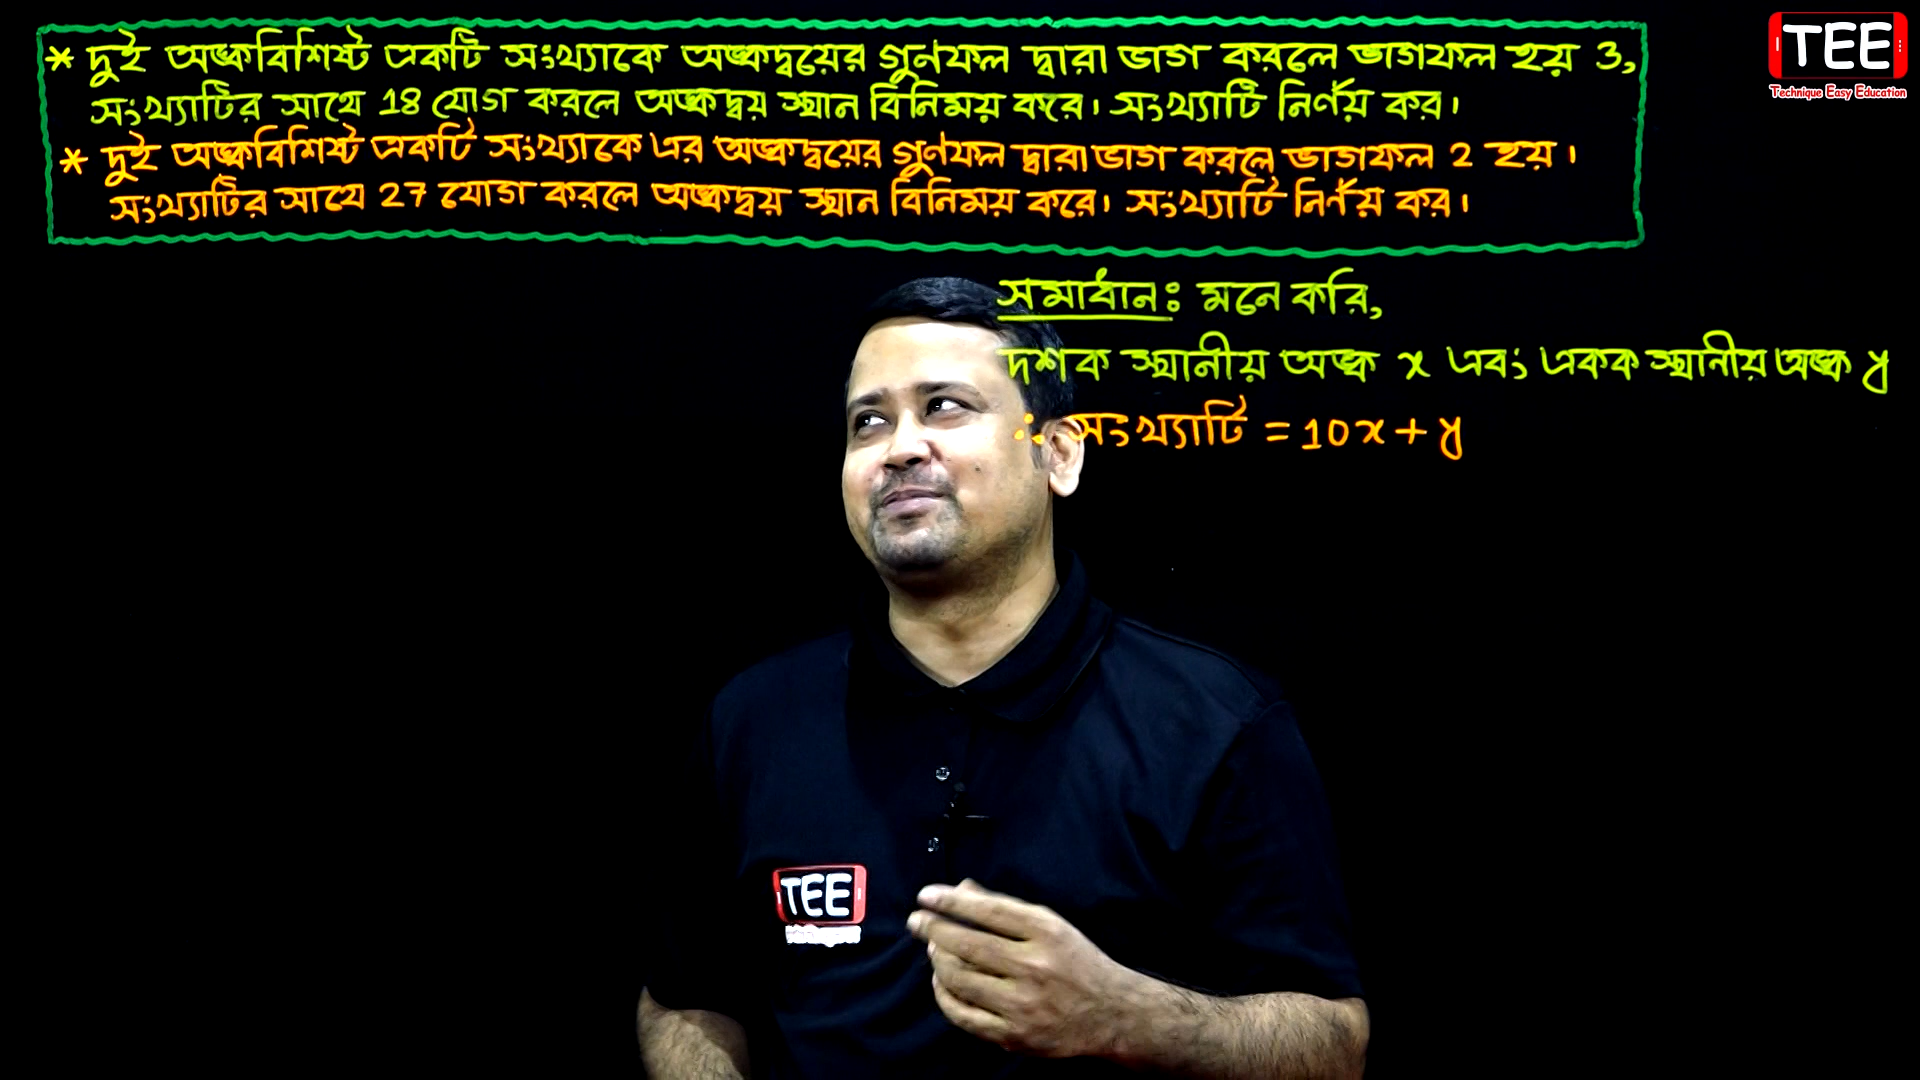 * দুই অঙ্কবিশিষ্ট একটি সংখ্যাকে অঙ্কদ্বয়ের গুণফল দ্বারা ভাগ করলে ভাগফল হয় 3,
সংখ্যাটির সাথে 18 যোগ করলে অঙ্কদ্বয় স্থান বিনিময় করে। সংখ্যাটি নির্ণয় কর।
* দুই অঙ্কবিশিষ্ট একটি সংখ্যাকে এর অঙ্কদ্বয়ের গুণফল দ্বারা ভাগ করলে ভাগফল 2 হয়।
সংখ্যাটির সাথে 27 যোগ করলে অঙ্কদ্বয় স্থান বিনিময় করে। সংখ্যাটি নির্ণয় কর।
TEE
Technique Easy Education
সমাধান: মনে করি,
দশক স্থানীয় অঙ্ক x এবং একক স্থানীয় অঙ্ক y
∴ সংখ্যাটি = 10x + y
TEE